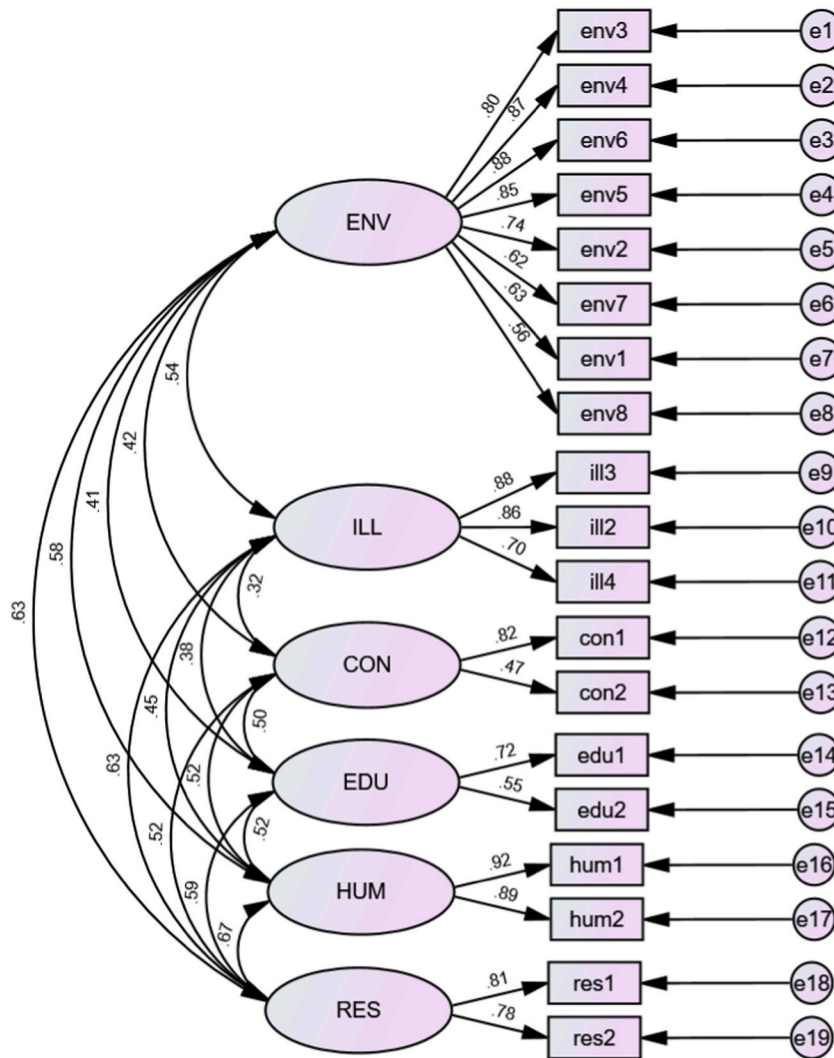 env3
e1
.80
env4
e2
.87
env6
e3
.88
env5
e4
.85
ENV
env2
e5
.74
env7
e6
.62
env1
e7
.63
env8
e8
.56
.54
.42
.41
.58
.63
ill3
e9
.88
ILL
ill2
e10
.86
ill4
e11
.70
.32
.38
.45
.63
con1
e12
.82
CON
con2
e13
.47
.50
.52
.52
edu1
e14
.72
EDU
edu2
e15
.55
.52
.59
hum1
e16
.92
HUM
hum2
e17
.89
.67
res1
e18
.81
RES
res2
e19
.78